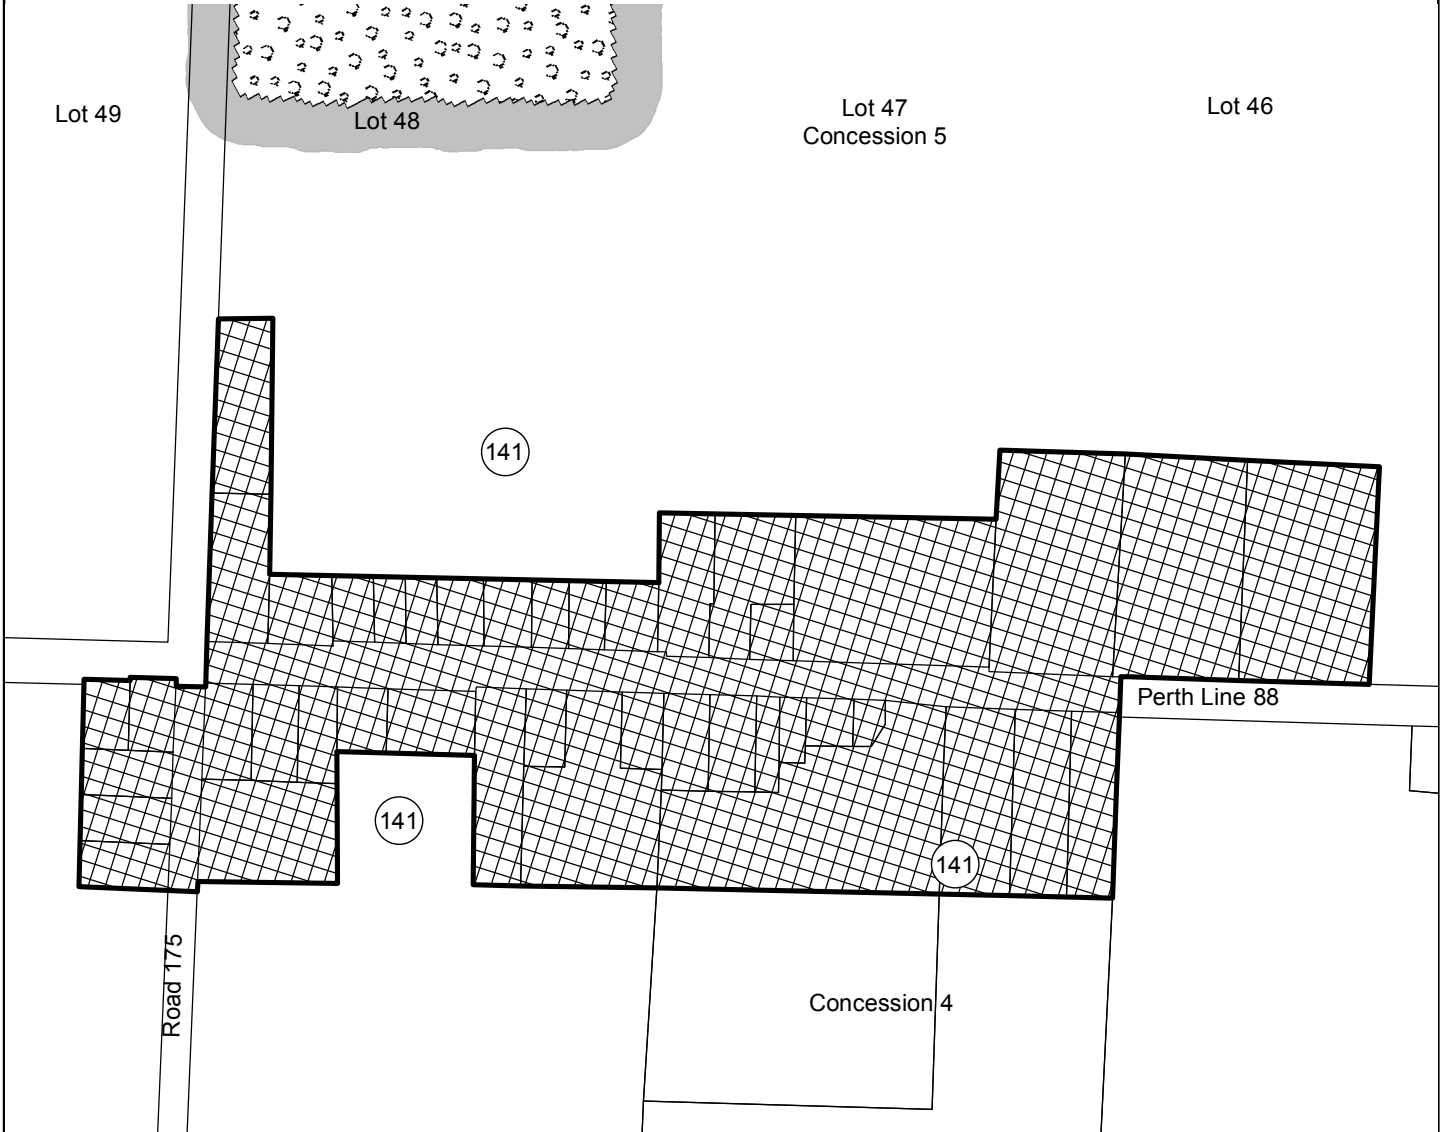 Lot 49
Lot 48
Lot 47
Concession 5
Lot 46
141
Perth Line 88
141
141
Road 175
Concession 4